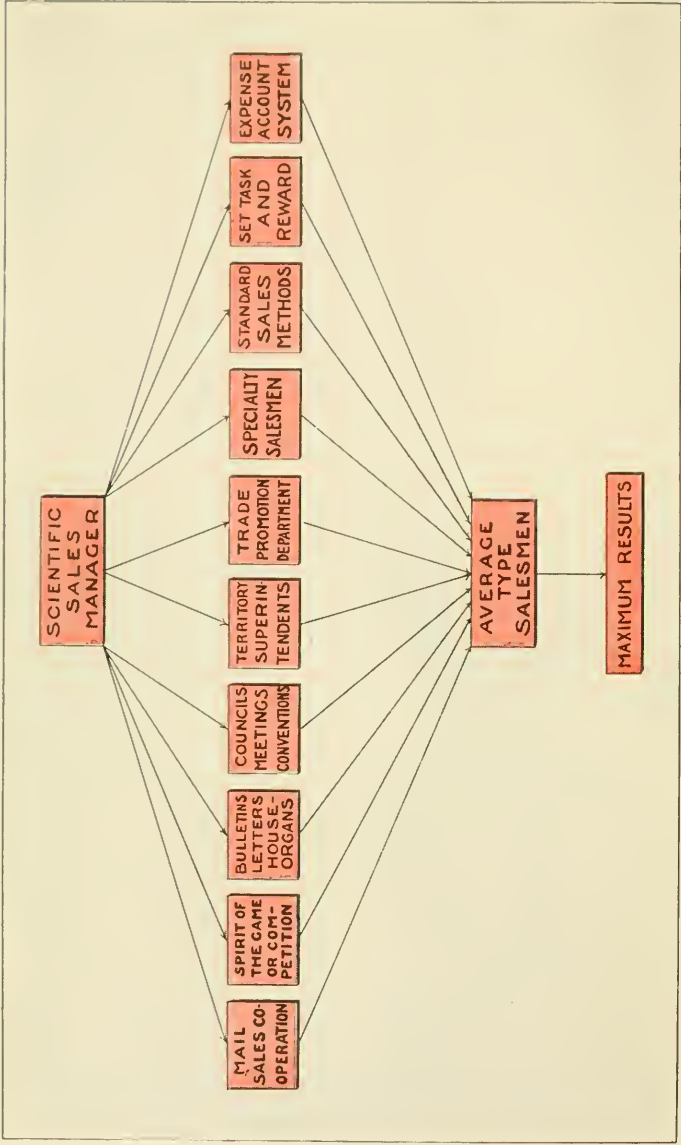 SCIENTIFIC
SALES
MANAGER
MAIL
SALES CO-
OPERATION
SPIRIT OF
THE GAME
OR COM-
PETITION
BULLETINS
LETTERS
HOUSE-
ORGANS
COUNCILS
MEETINGS
CONVENTIONS
TERRITORY
SUPERIN-
TENDENTS
TRADE
PROMOTION
DEPARTMENT
SPECIALTY
SALESMEN
STANDARD
SALES
METHODS
SET TASK
AND
REWARD
EXPENSE
ACCOUNT
SYSTEM
AVERAGE
TYPE
SALESMEN
MAXIMUM RESULTS